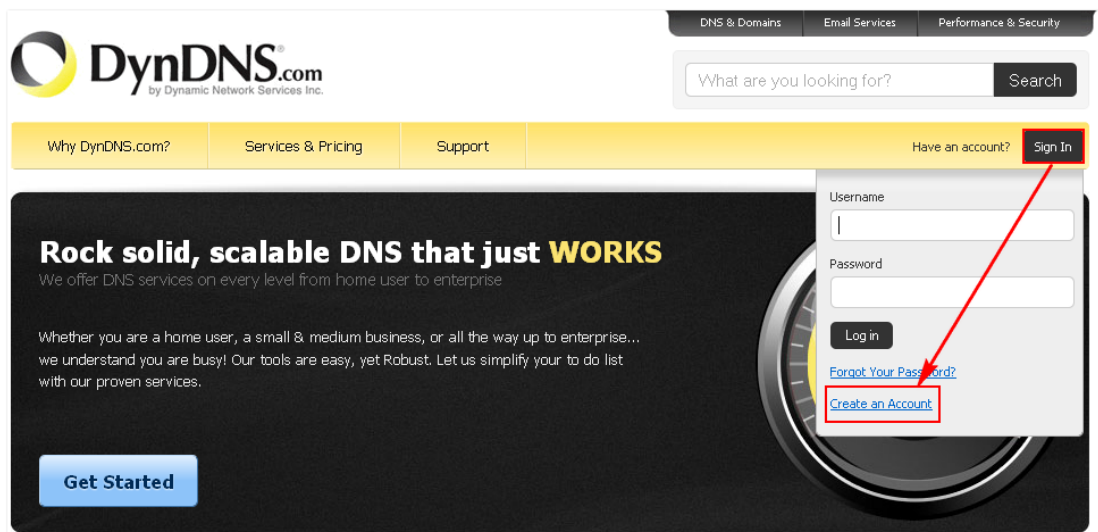 DNS & Domains
Email Services
Performance & Security
DynDNS®.com
by Dynamic Network Services Inc.
What are you looking for?
Search
Why DynDNS.com?
Services & Pricing
Support
Have an account?
Sign In
Username
Password
Log in
Forgot Your Password?
Create an Account
Rock solid, scalable DNS that just WORKS
We offer DNS services on every level from home user to enterprise
Whether you are a home user, a small & medium business, or all the way up to enterprise...
we understand you are busy! Our tools are easy, yet Robust. Let us simplify your to do list
with our proven services.
Get Started